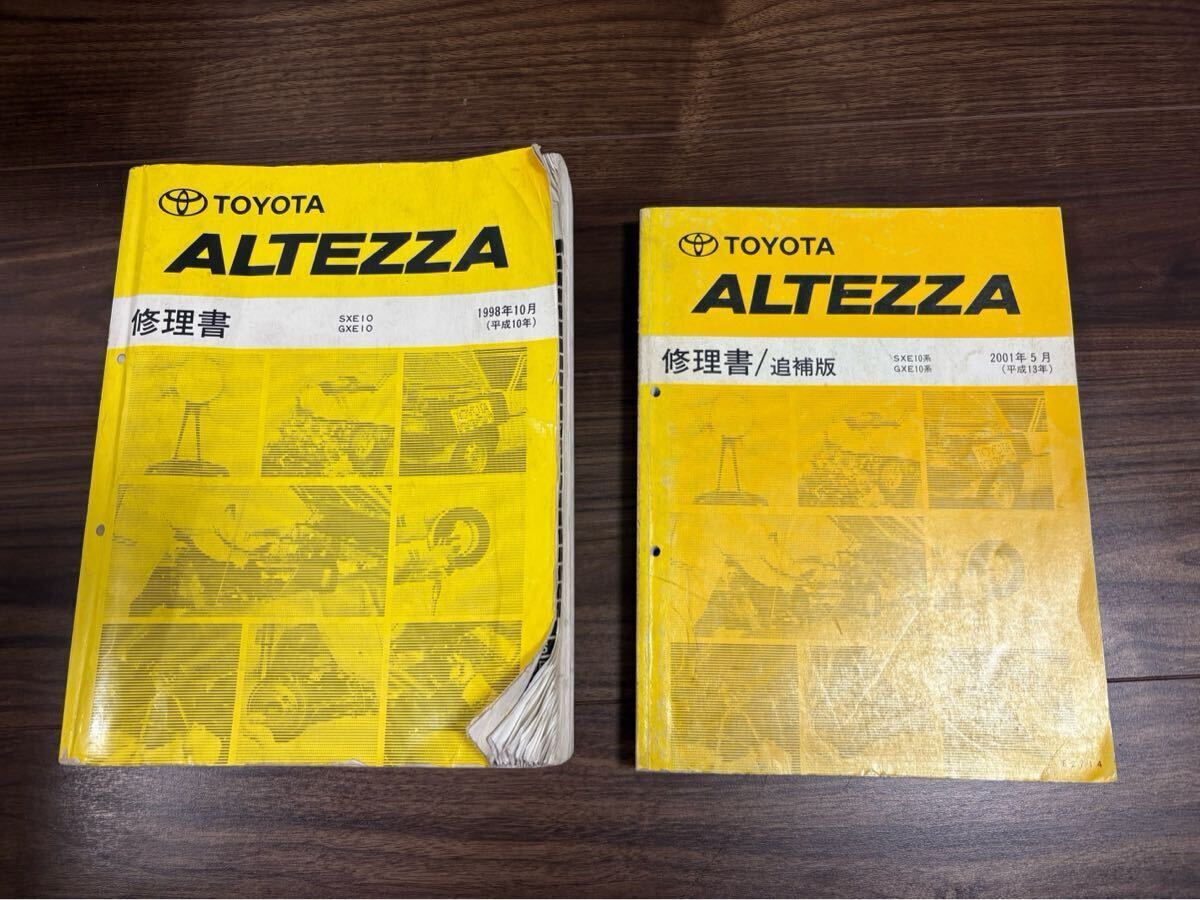 TOYOTA
ALTEZZA
修理書
SXE10
GXE10
1998年10月
(平成10年)
TOYOTA
ALTEZZA
修理書/追補版
SXE10系
GXE10系
2001年5月
(平成13年)